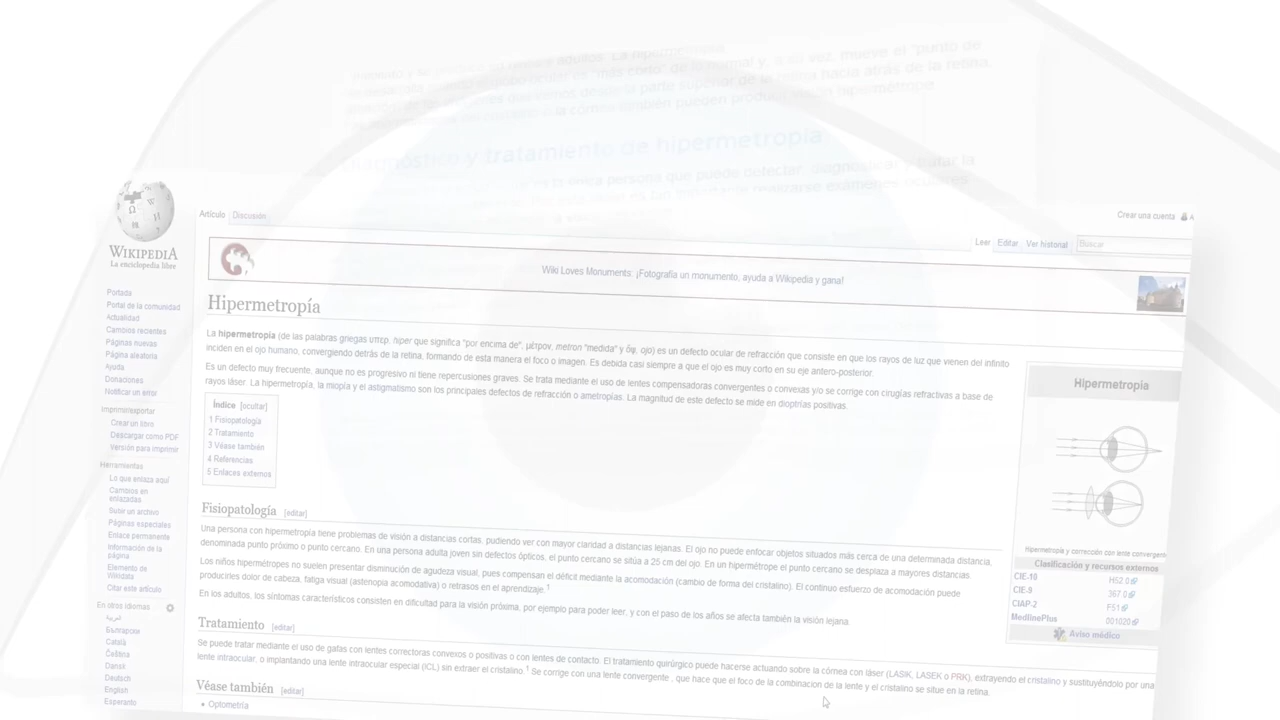 Crear una cuenta
Artículo Discusión
Leer Editar Ver historial Buscar
WIKIPEDIA
La enciclopedia libre
Wiki Loves Monuments: ¡Fotografía un monumento, ayuda a Wikipedia y gana!
Portada
Portal de la comunidad
Actualidad
Cambios recientes
Páginas nuevas
Página aleatoria
Ayuda
Donaciones
Notificar un error
Imprimir/exportar
Crear un libro
Descargar como PDF
Versión para imprimir
Herramientas
Lo que enlaza aquí
Cambios en
enlazadas
Subir un archivo
Páginas especiales
Enlace permanente
Información de la
página
Elemento de
Wikidata
Citar este artículo
En otros idiomas
العربية
Български
Català
Čeština
Dansk
Deutsch
English
Esperanto
Hipermetropía
La hipermetropía (de las palabras griegas υπερ, hiper que significa "por encima de", μέτρον, metron "medida" y ὄψ, ojo) es un defecto ocular de refracción que consiste en que los rayos de luz que vienen del infinito
inciden en el ojo humano, convergiendo detrás de la retina, formando de esta manera el foco o imagen. Es debida casi siempre a que el ojo es muy corto en su eje antero-posterior.
Es un defecto muy frecuente, aunque no es progresivo ni tiene repercusiones graves. Se trata mediante el uso de lentes compensadoras convergentes o convexas y/o se corrige con cirugías refractivas a base de
rayos láser. La hipermetropía, la miopía y el astigmatismo son los principales defectos de refracción o ametropías. La magnitud de este defecto se mide en dioptrías positivas.
Índice [ocultar]
1 Fisiopatología
2 Tratamiento
3 Véase también
4 Referencias
5 Enlaces externos
Fisiopatología [editar]
Una persona con hipermetropía tiene problemas de visión a distancias cortas, pudiendo ver con mayor claridad a distancias lejanas. El ojo no puede enfocar objetos situados más cerca de una determinada distancia,
denominada punto próximo o punto cercano. En una persona adulta joven sin defectos ópticos, el punto cercano se sitúa a 25 cm del ojo. En un hipermétrope el punto cercano se desplaza a mayores distancias.
Los niños hipermétropes no suelen presentar disminución de agudeza visual, pues compensan el déficit mediante la acomodación (cambio de forma del cristalino). El continuo esfuerzo de acomodación puede
producirles dolor de cabeza, fatiga visual (astenopia acomodativa) o retrasos en el aprendizaje.1
En los adultos, los síntomas característicos consisten en dificultad para la visión próxima, por ejemplo para poder leer, y con el paso de los años se afecta también la visión lejana.
Tratamiento [editar]
Se puede tratar mediante el uso de gafas con lentes correctoras convexos o positivas o con lentes de contacto. El tratamiento quirúrgico puede hacerse actuando sobre la córnea con láser (LASIK, LASEK o PRK), extrayendo el cristalino y sustituyéndolo por una
lente intraocular, o implantando una lente intraocular especial (ICL) sin extraer el cristalino.1 Se corrige con una lente convergente , que hace que el foco de la combinación de la lente y el cristalino se situe en la retina.
Véase también [editar]
Optometría
Hipermetropía
Hipermetropía y corrección con lente convergen
Clasificación y recursos externos
CIE-10 H52.0
CIE-9 367.0
CIAP-2 F51
MedlinePlus 001020
Aviso médico
diagnóstico y tratamiento de hipermetropía